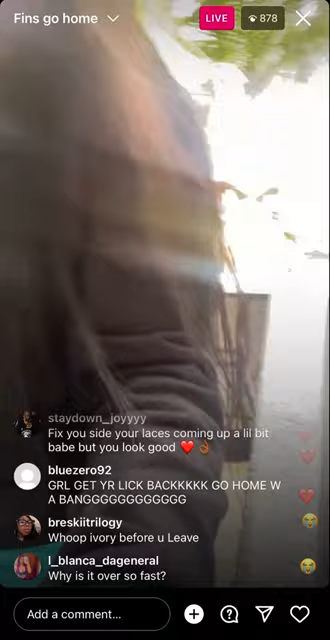 Fins go home
LIVE
878
staydown_joyyyy
Fix you side your laces coming up a lil bit
babe but you look good ❤️👌🏾
bluezero92
GRL GET YR LICK BACKKKKK GO HOME W
A BANGGGGGGGGGGGG
breskiitrilogy
Whoop ivory before u Leave
l_blanca_dageneral
Why is it over so fast?
Add a comment...